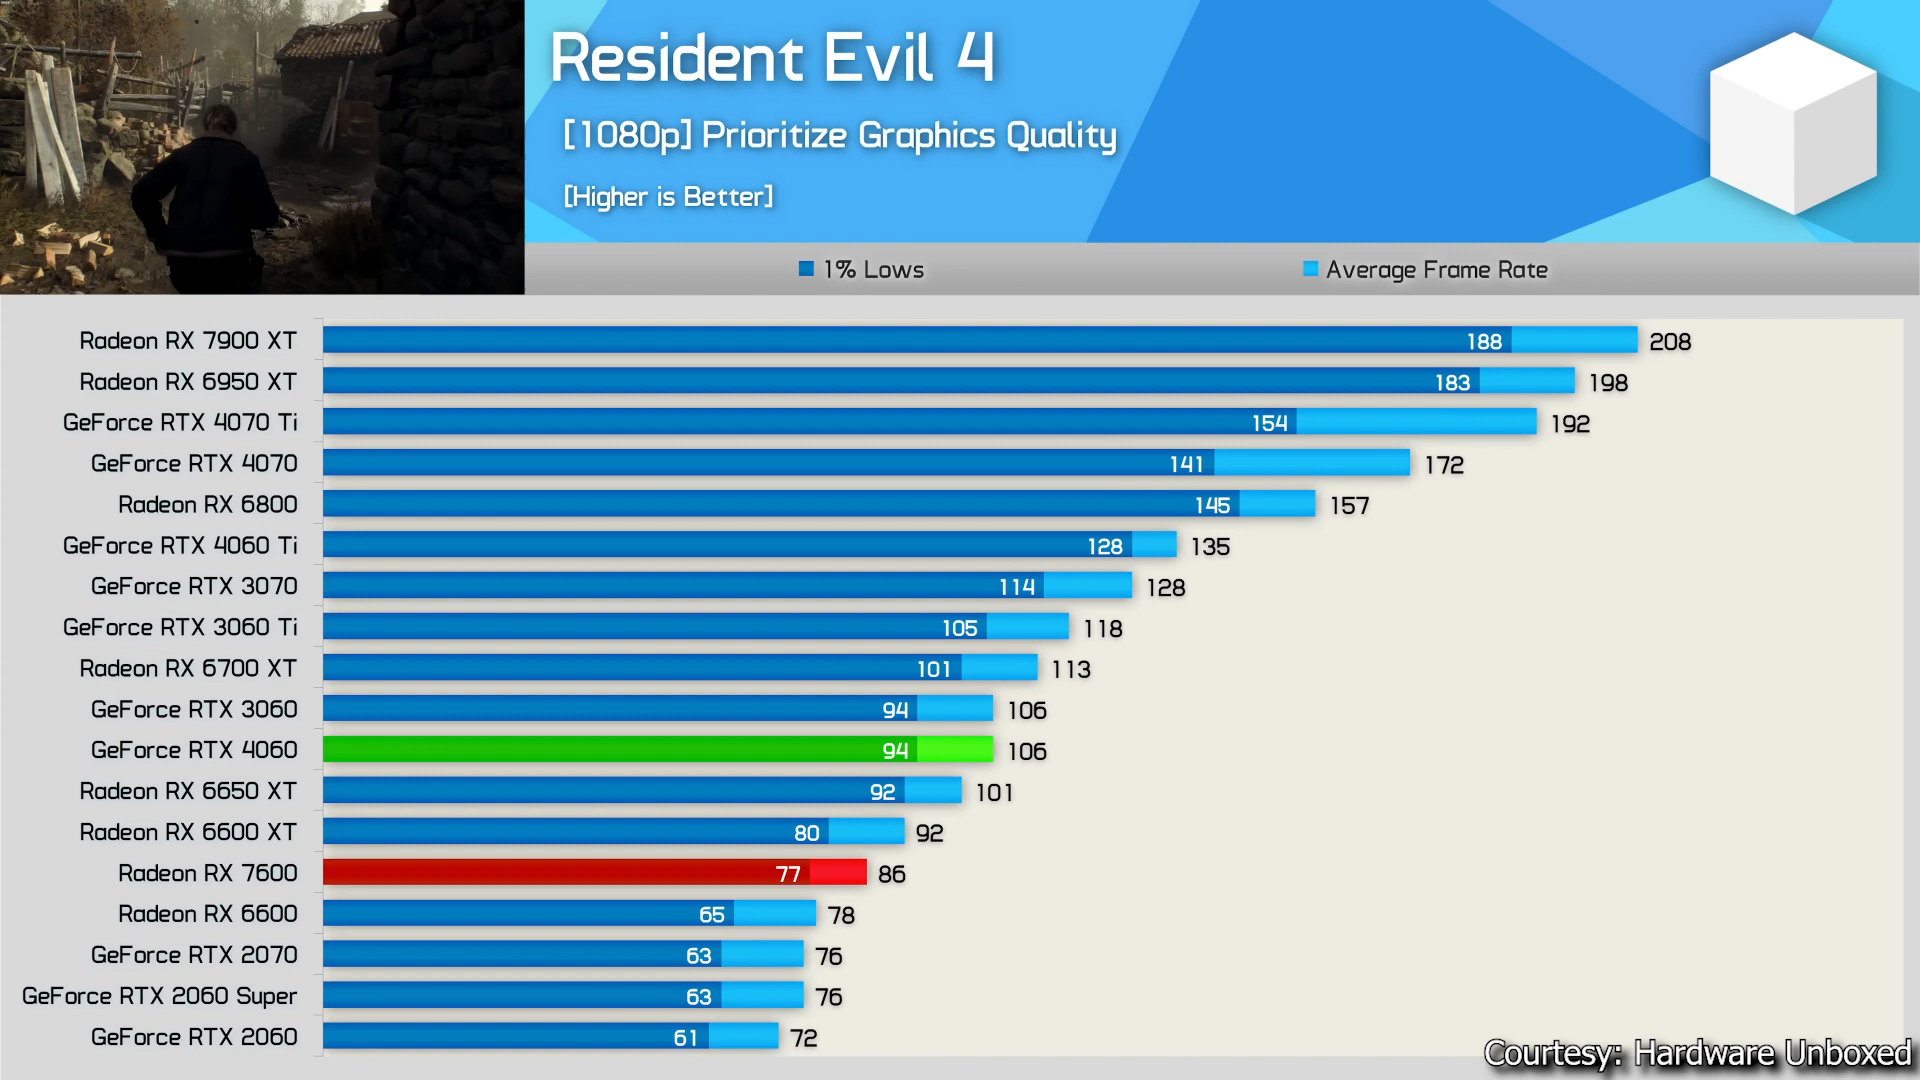 Resident Evil 4
[1080p] Prioritize Graphics Quality
[Higher is Better]
1% Lows Average Frame Rate
Radeon RX 7900 XT 188 208
Radeon RX 6950 XT 183 198
GeForce RTX 4070 Ti 154 192
GeForce RTX 4070 141 172
Radeon RX 6800 145 157
GeForce RTX 4060 Ti 128 135
GeForce RTX 3070 114 128
GeForce RTX 3060 Ti 105 118
Radeon RX 6700 XT 101 113
GeForce RTX 3060 94 106
GeForce RTX 4060 94 106
Radeon RX 6650 XT 92 101
Radeon RX 6600 XT 80 92
Radeon RX 7600 77 86
Radeon RX 6600 65 78
GeForce RTX 2070 63 76
GeForce RTX 2060 Super 63 76
GeForce RTX 2060 61 72
Courtesy: Hardware Unboxed